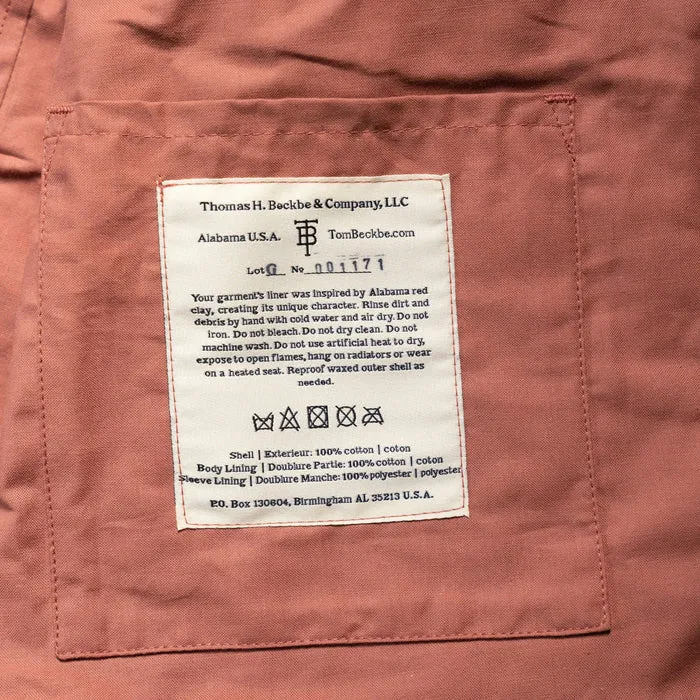 Thomas H. Beckbe & Company, LLC
Alabama U.S.A. TB TomBeckbe.com
Lot G No 001171
Your garment's liner was inspired by Alabama red
clay, creating its unique character. Rinse dirt and
debris by hand with cold water and air dry. Do not
iron. Do not bleach. Do not dry clean. Do not
machine wash. Do not use artificial heat to dry,
expose to open flames, hang on radiators or wear
on a heated seat. Reproof waxed outer shell as
needed.
Shell | Exterieur: 100% cotton | coton
Body Lining | Doublure Partie: 100% cotton | coton
Sleeve Lining | Doublure Manche: 100% polyester | polyester
P.O. Box 130604, Birmingham AL 35213 U.S.A.